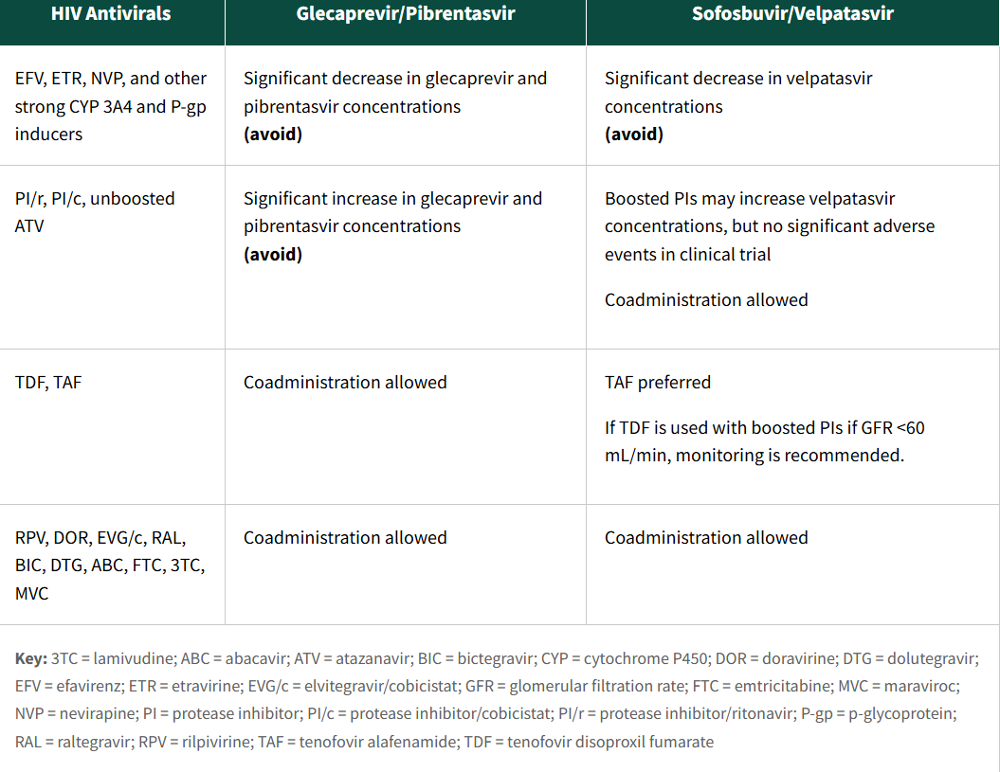 HIV Antivirals
Glecaprevir/Pibrentasvir
Sofosbuvir/Velpatasvir
EFV, ETR, NVP, and other
strong CYP 3A4 and P-gp
inducers
Significant decrease in glecaprevir and
pibrentasvir concentrations
(avoid)
Significant decrease in velpatasvir
concentrations
(avoid)
PI/r, PI/c, unboosted
ATV
Significant increase in glecaprevir and
pibrentasvir concentrations
(avoid)
Boosted PIs may increase velpatasvir
concentrations, but no significant adverse
events in clinical trial
Coadministration allowed
TDF, TAF
Coadministration allowed
TAF preferred
If TDF is used with boosted PIs if GFR <60
mL/min, monitoring is recommended.
RPV, DOR, EVG/c, RAL,
BIC, DTG, ABC, FTC, 3TC,
MVC
Coadministration allowed
Coadministration allowed
Key: 3TC = lamivudine; ABC = abacavir; ATV = atazanavir; BIC = bictegravir; CYP = cytochrome P450; DOR = doravirine; DTG = dolutegravir;
EFV = efavirenz; ETR = etravirine; EVG/c = elvitegravir/cobicistat; GFR = glomerular filtration rate; FTC = emtricitabine; MVC = maraviroc;
NVP = nevirapine; PI = protease inhibitor; PI/c = protease inhibitor/cobicistat; PI/r = protease inhibitor/ritonavir; P-gp = p-glycoprotein;
RAL = raltegravir; RPV = rilpivirine; TAF = tenofovir alafenamide; TDF = tenofovir disoproxil fumarate